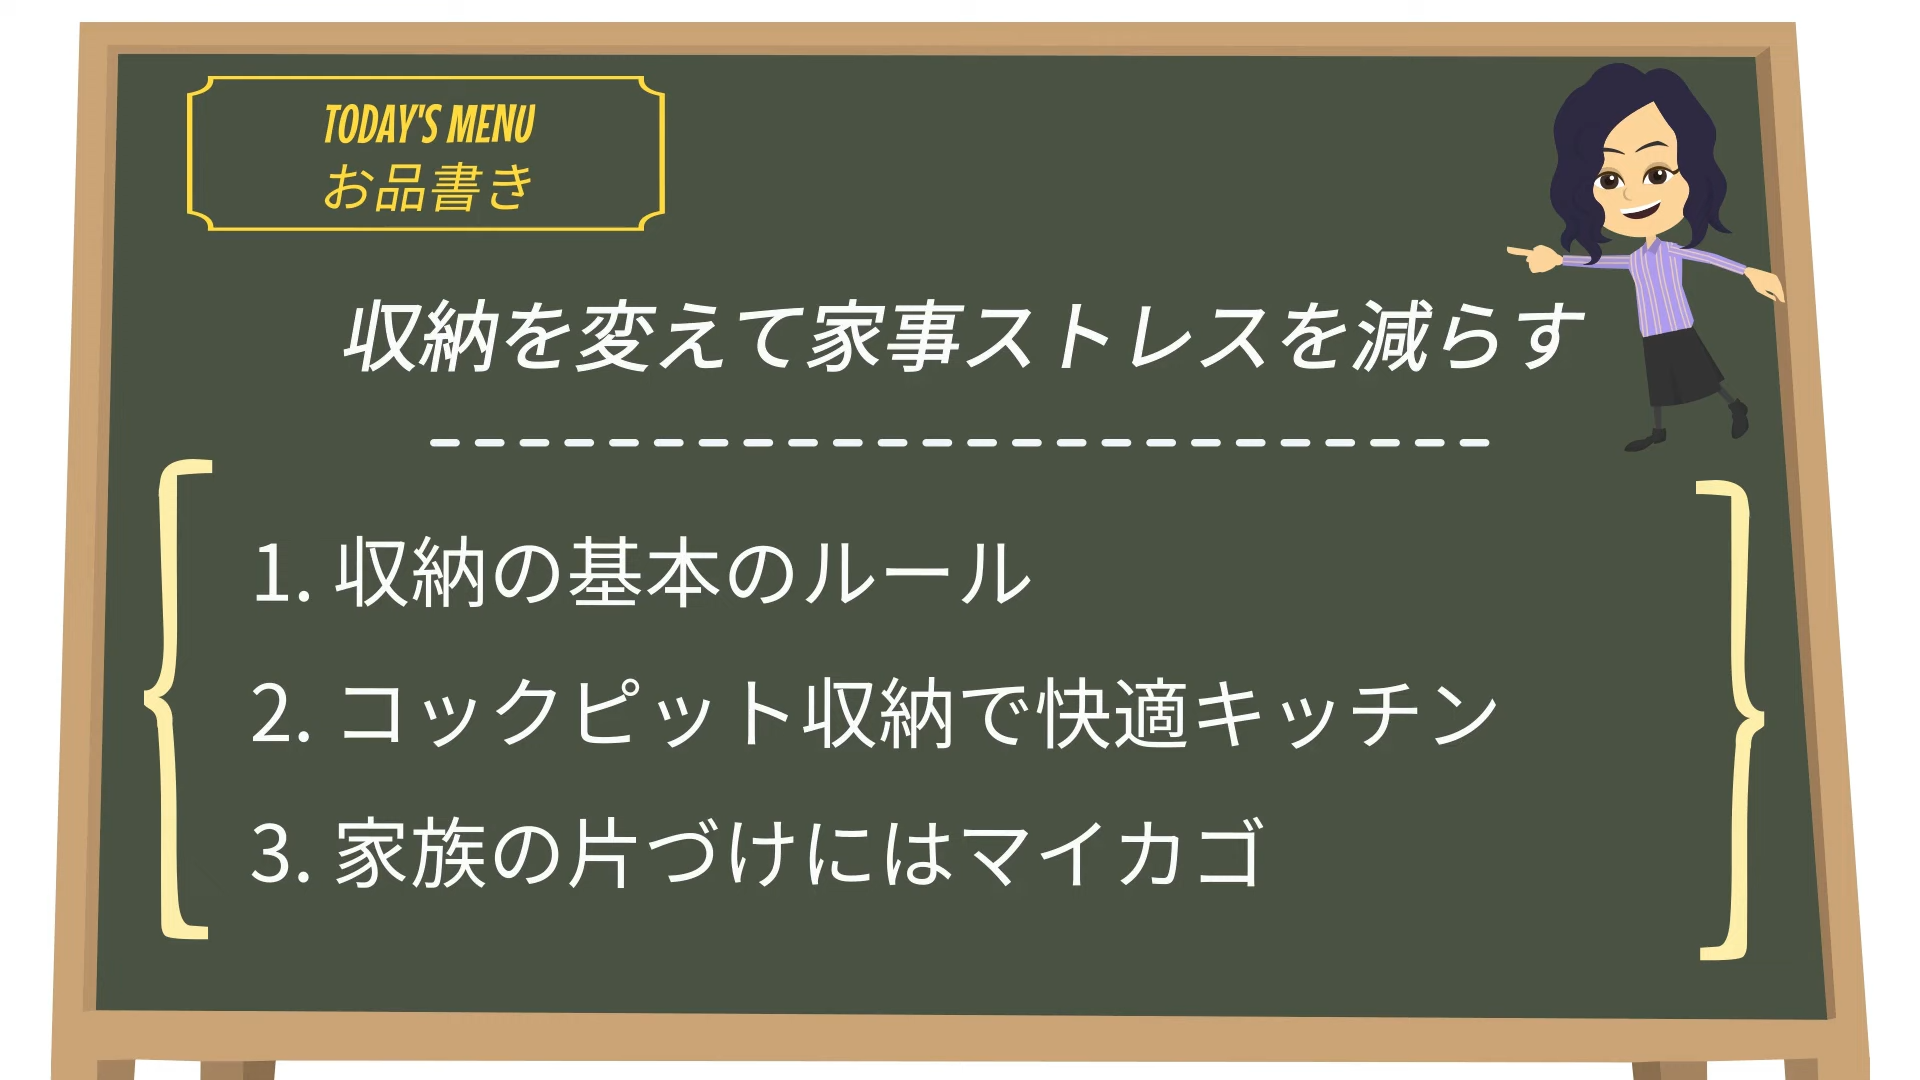 TODAY'S MENU
お品書き
収納を変えて家事ストレスを減らす
1. 収納の基本のルール
2. コックピット収納で快適キッチン
3. 家族の片づけにはマイカゴ